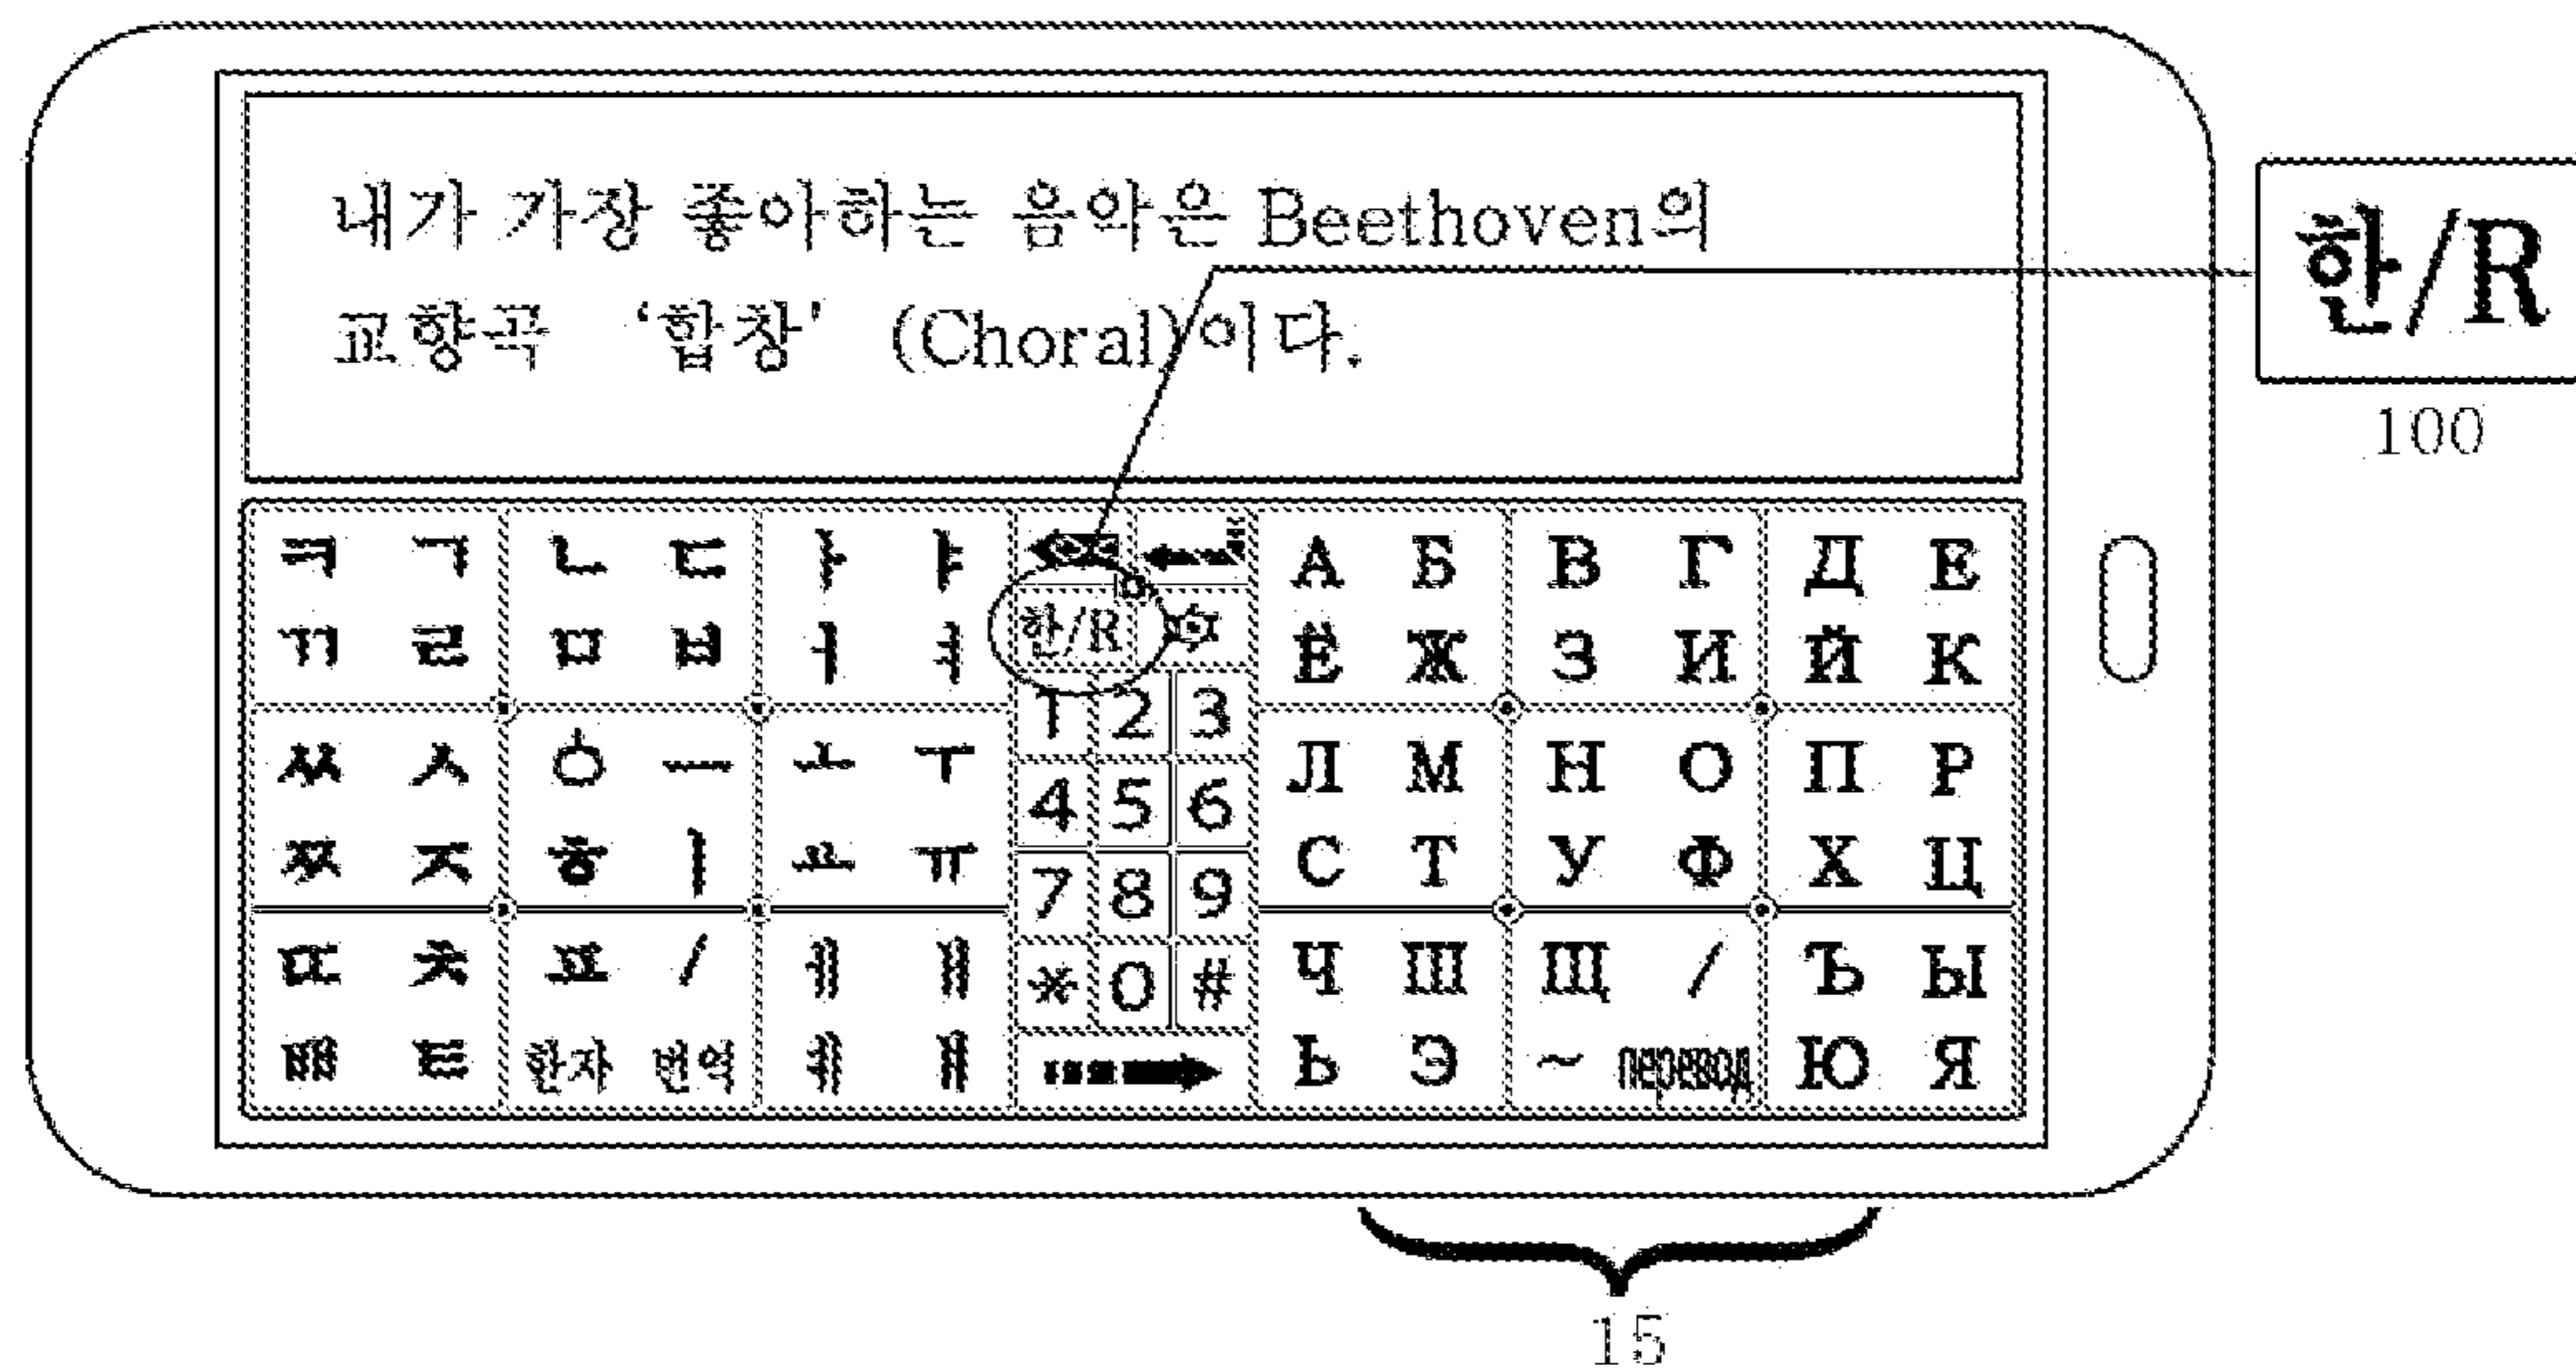 내가 가장 좋아하는 음악은 Beethoven의
교향곡 '합창' (Choral)이다.
한/R
100
ㅋ ㄱ ㄴ ㄷ ㅏ ㅑ
ㄲ ㄹ ㅁ ㅂ ㅓ ㅕ
ㅆ ㅅ ㅇ ㅡ ㅗ ㅜ
ㅉ ㅈ ㅎ ㅣ ㅛ ㅠ
ㄸ ㅊ ㅍ / ㅐ ㅒ
ㅃ ㅌ 한자 번역 ㅔ ㅖ
한/R
1 2 3
4 5 6
7 8 9
* 0 #
А Б В Г Д Е
Ё Ж З И Й К
Л М Н О П Р
С Т У Ф Х Ц
Ч Ш Щ / Ъ Ы
Ь Э ~ перевод Ю Я
15